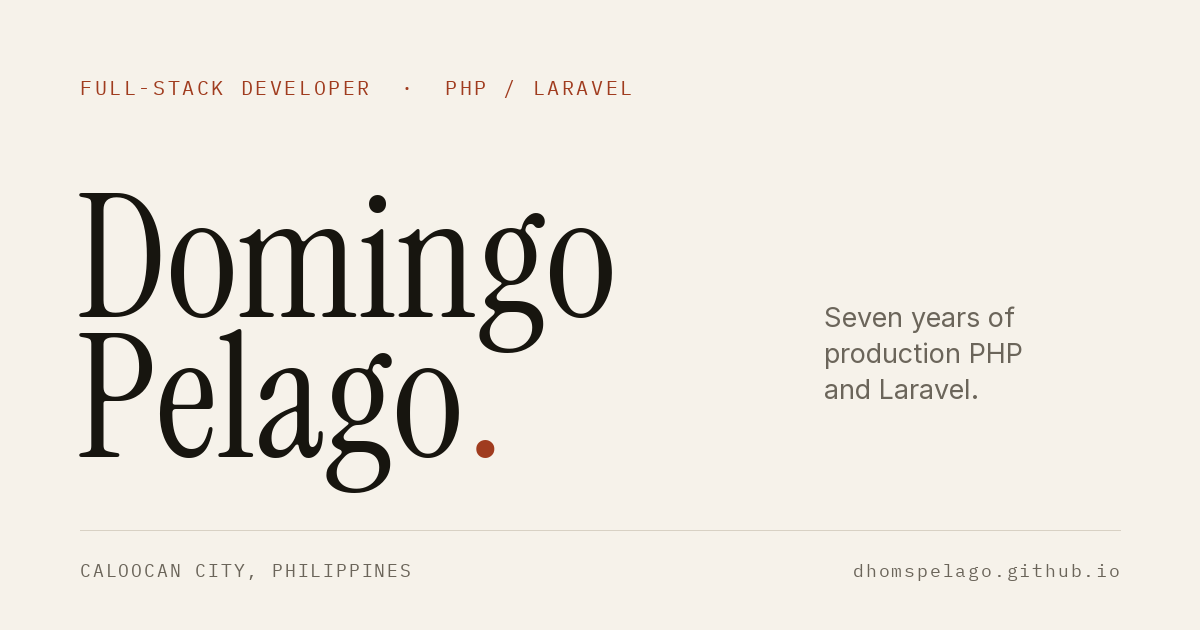 FULL-STACK DEVELOPER · PHP / LARAVEL
Domingo
Pelago.
Seven years of
production PHP
and Laravel.
CALOOCAN CITY, PHILIPPINES
dhomspelago.github.io